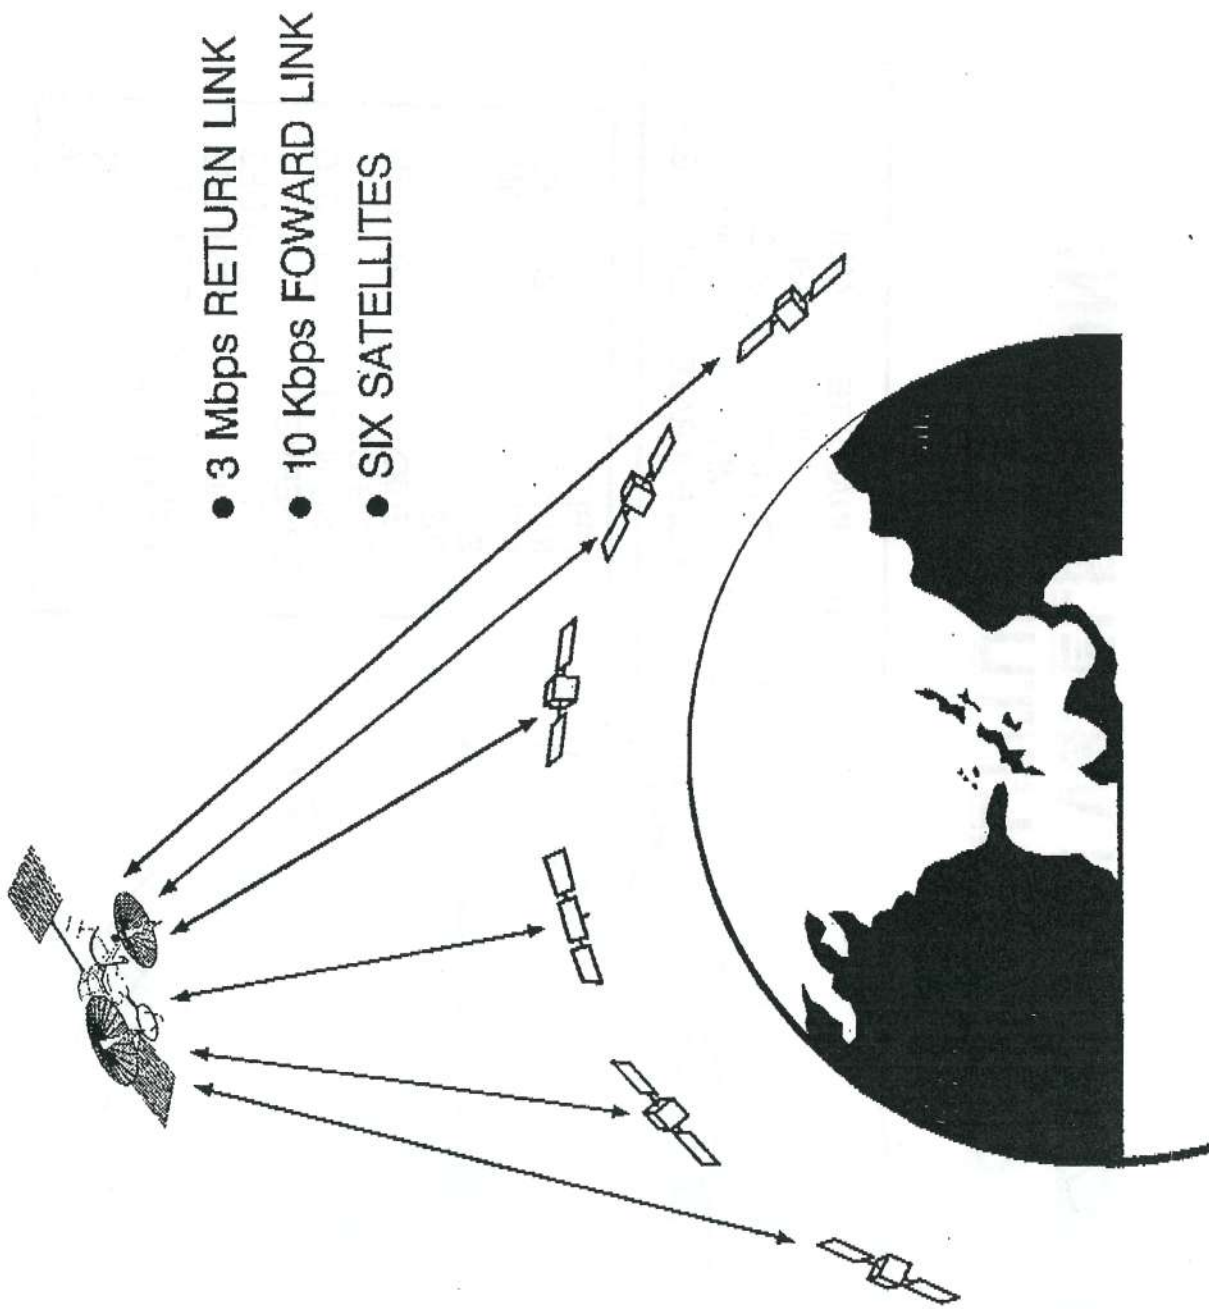 ● 3 Mbps RETURN LINK
● 10 Kbps FOWARD LINK
● SIX SATELLITES